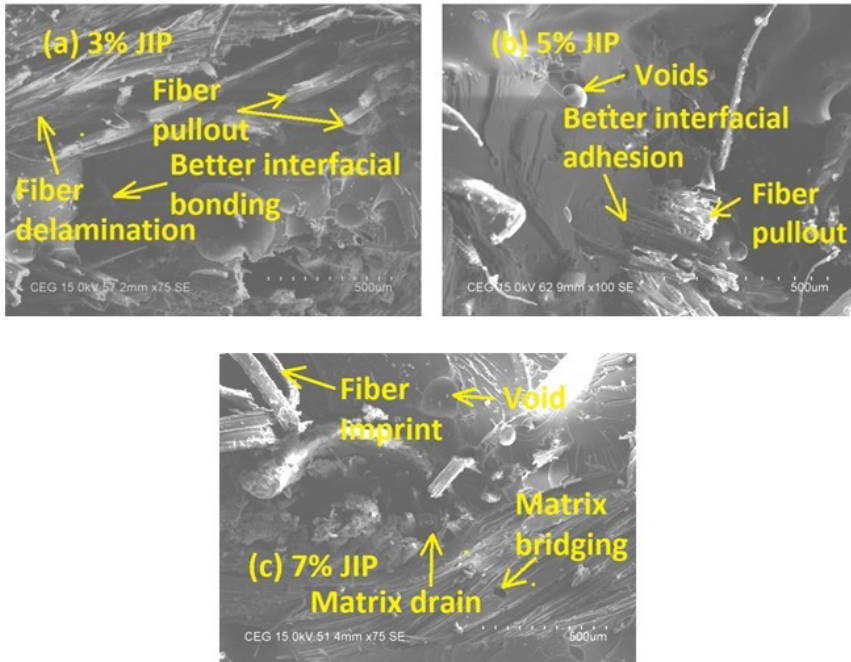 (a) 3% JIP
Fiber
pullout
Better interfacial
bonding
Fiber
delamination
CEG 15 0kV 57 2mm x75 SE
500um
(b) 5% JIP
Voids
Better interfacial
adhesion
Fiber
pullout
CEG 15 0kV 62 9mm x100 SE
500um
Fiber
Imprint
Void
Matrix
bridging
(c) 7% JIP
Matrix drain
CEG 15 0kV 51 4mm x75 SE
500um